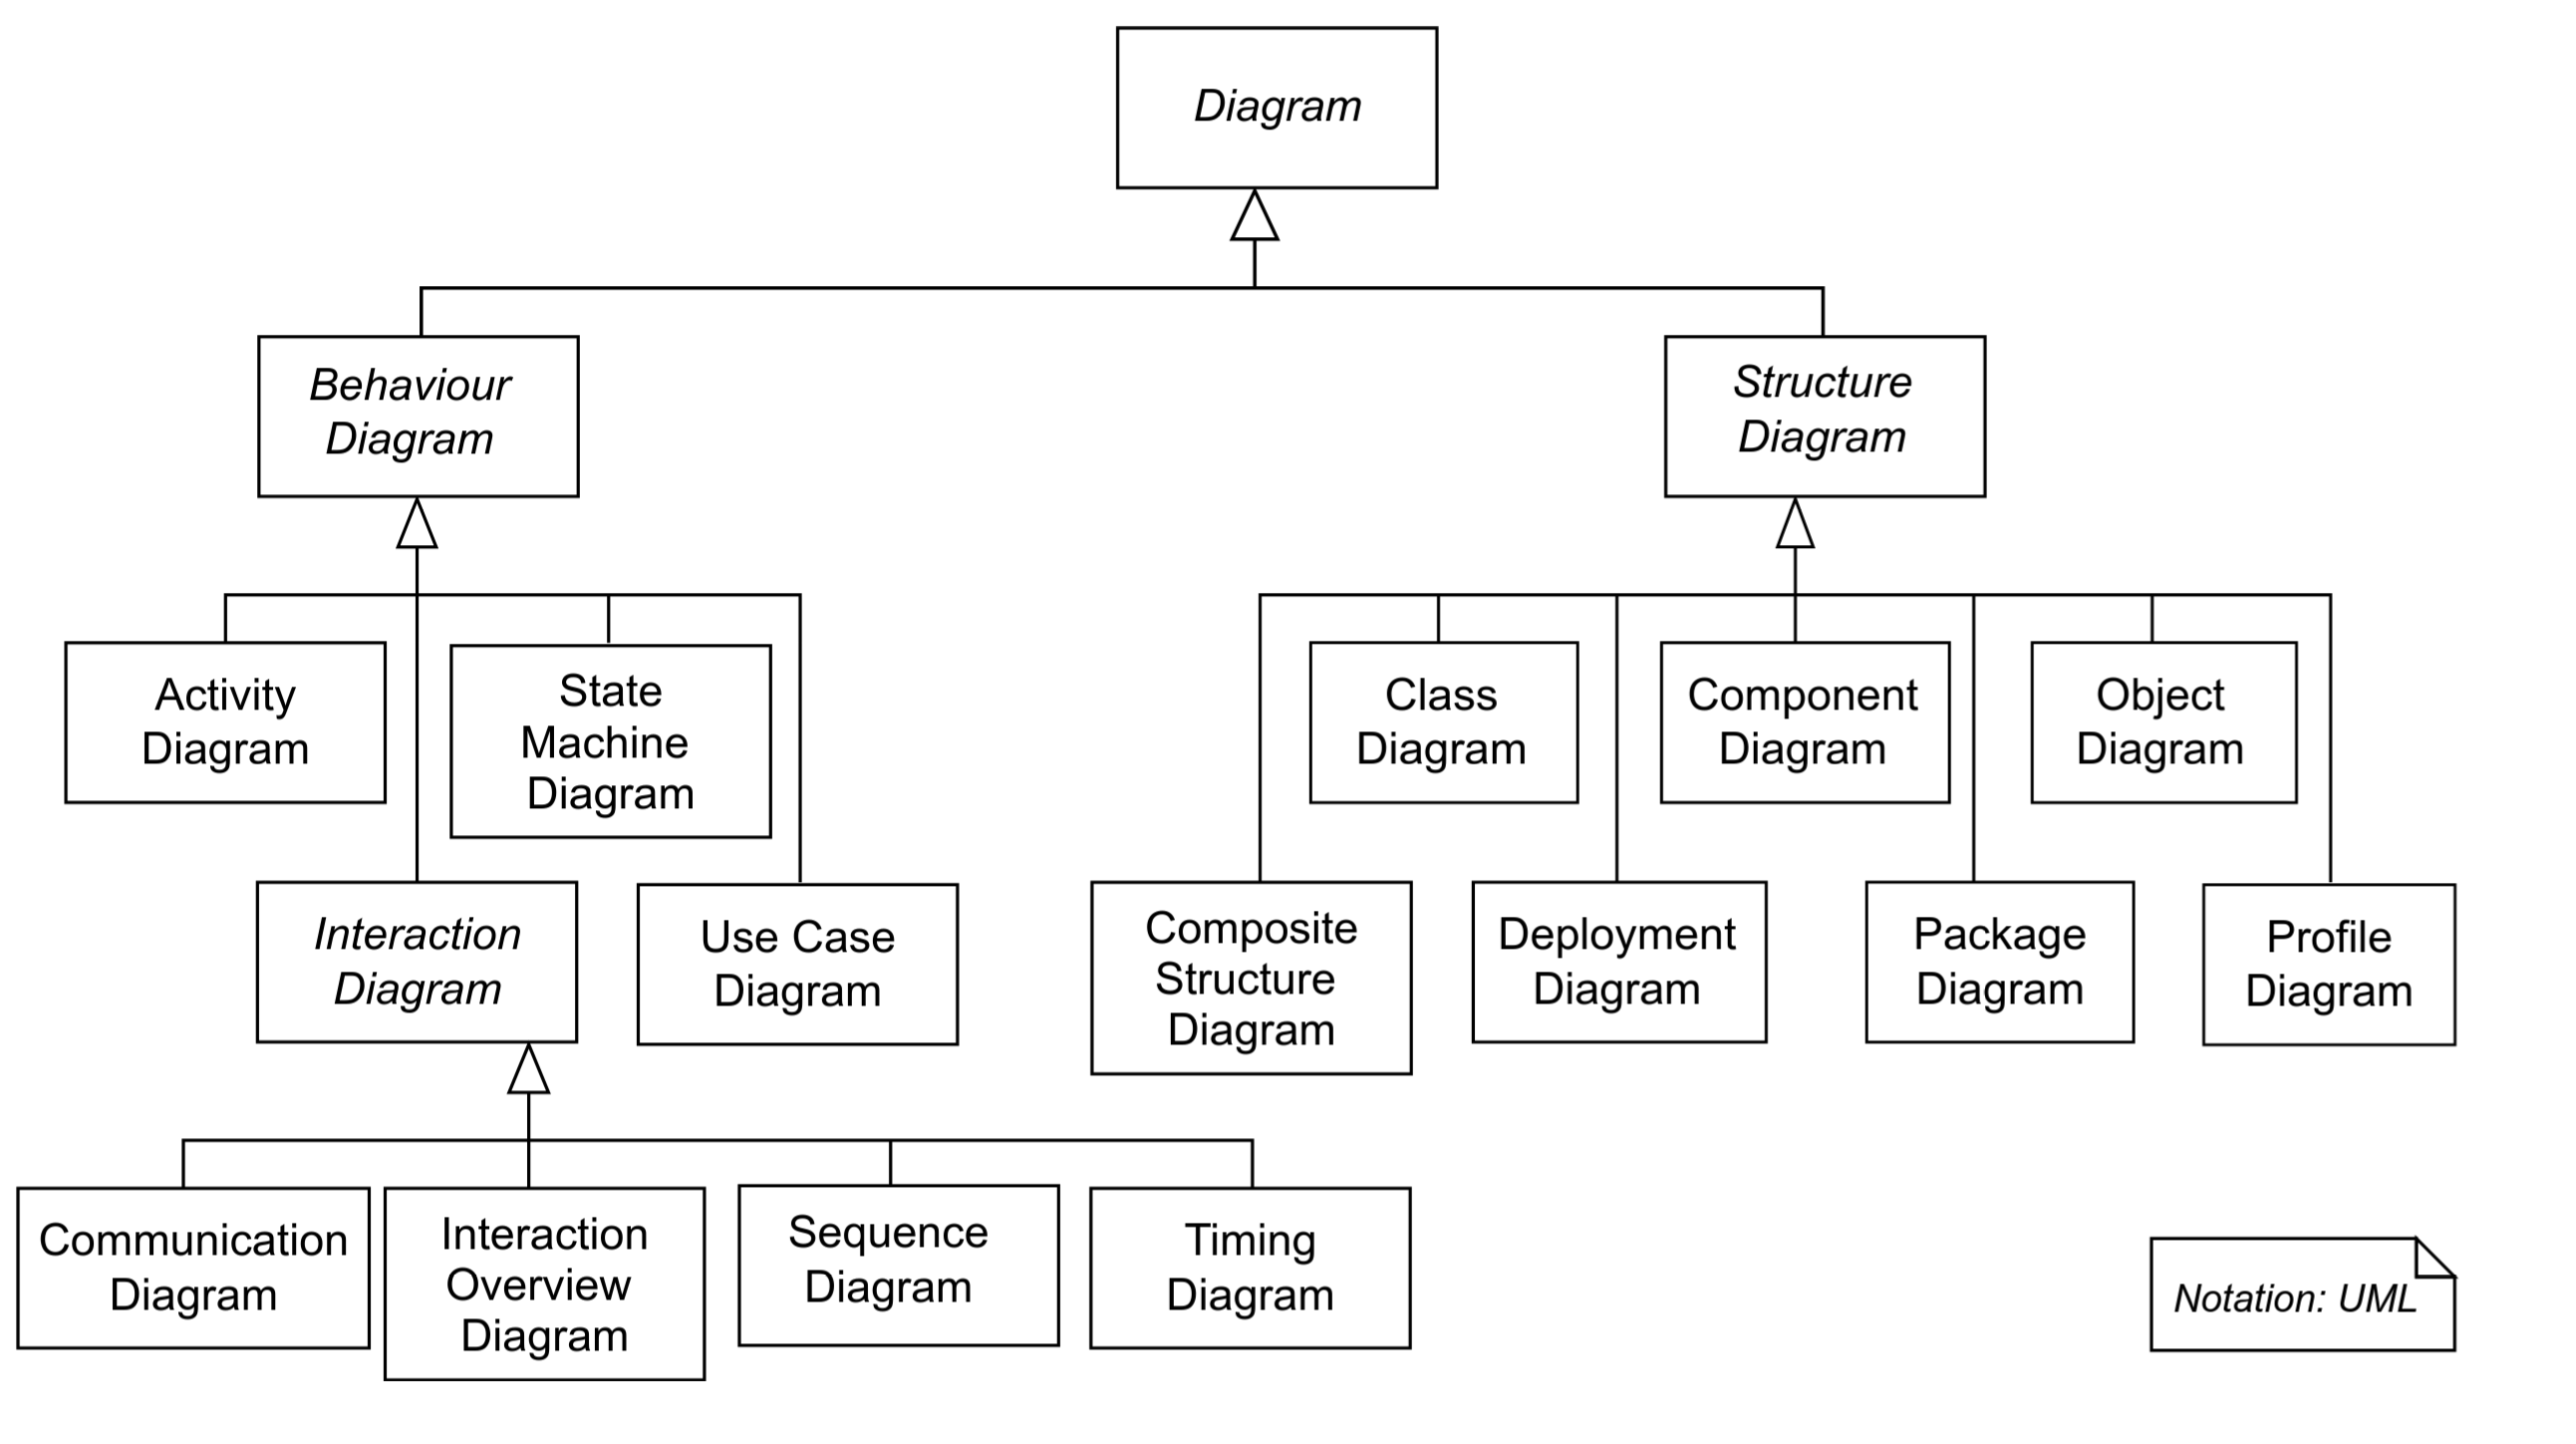 Diagram
Behaviour
Diagram
Structure
Diagram
Activity
Diagram
State
Machine
Diagram
Class
Diagram
Component
Diagram
Object
Diagram
Interaction
Diagram
Use Case
Diagram
Composite
Structure
Diagram
Deployment
Diagram
Package
Diagram
Profile
Diagram
Communication
Diagram
Interaction
Overview
Diagram
Sequence
Diagram
Timing
Diagram
Notation: UML